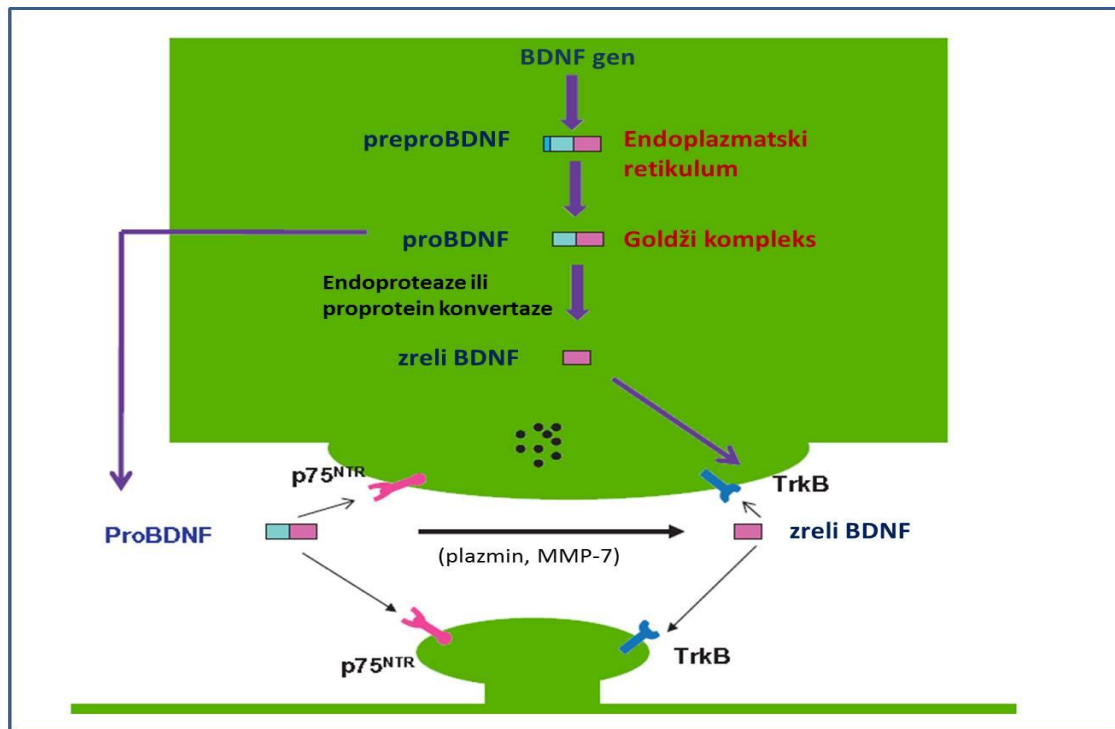 BDNF gen
preproBDNF
Endoplazmatski
retikulum
proBDNF
Goldži kompleks
Endoproteaze ili
proprotein konvertaze
zreli BDNF
p75NTR
TrkB
ProBDNF
(plazmin, MMP-7)
zreli BDNF
p75NTR
TrkB